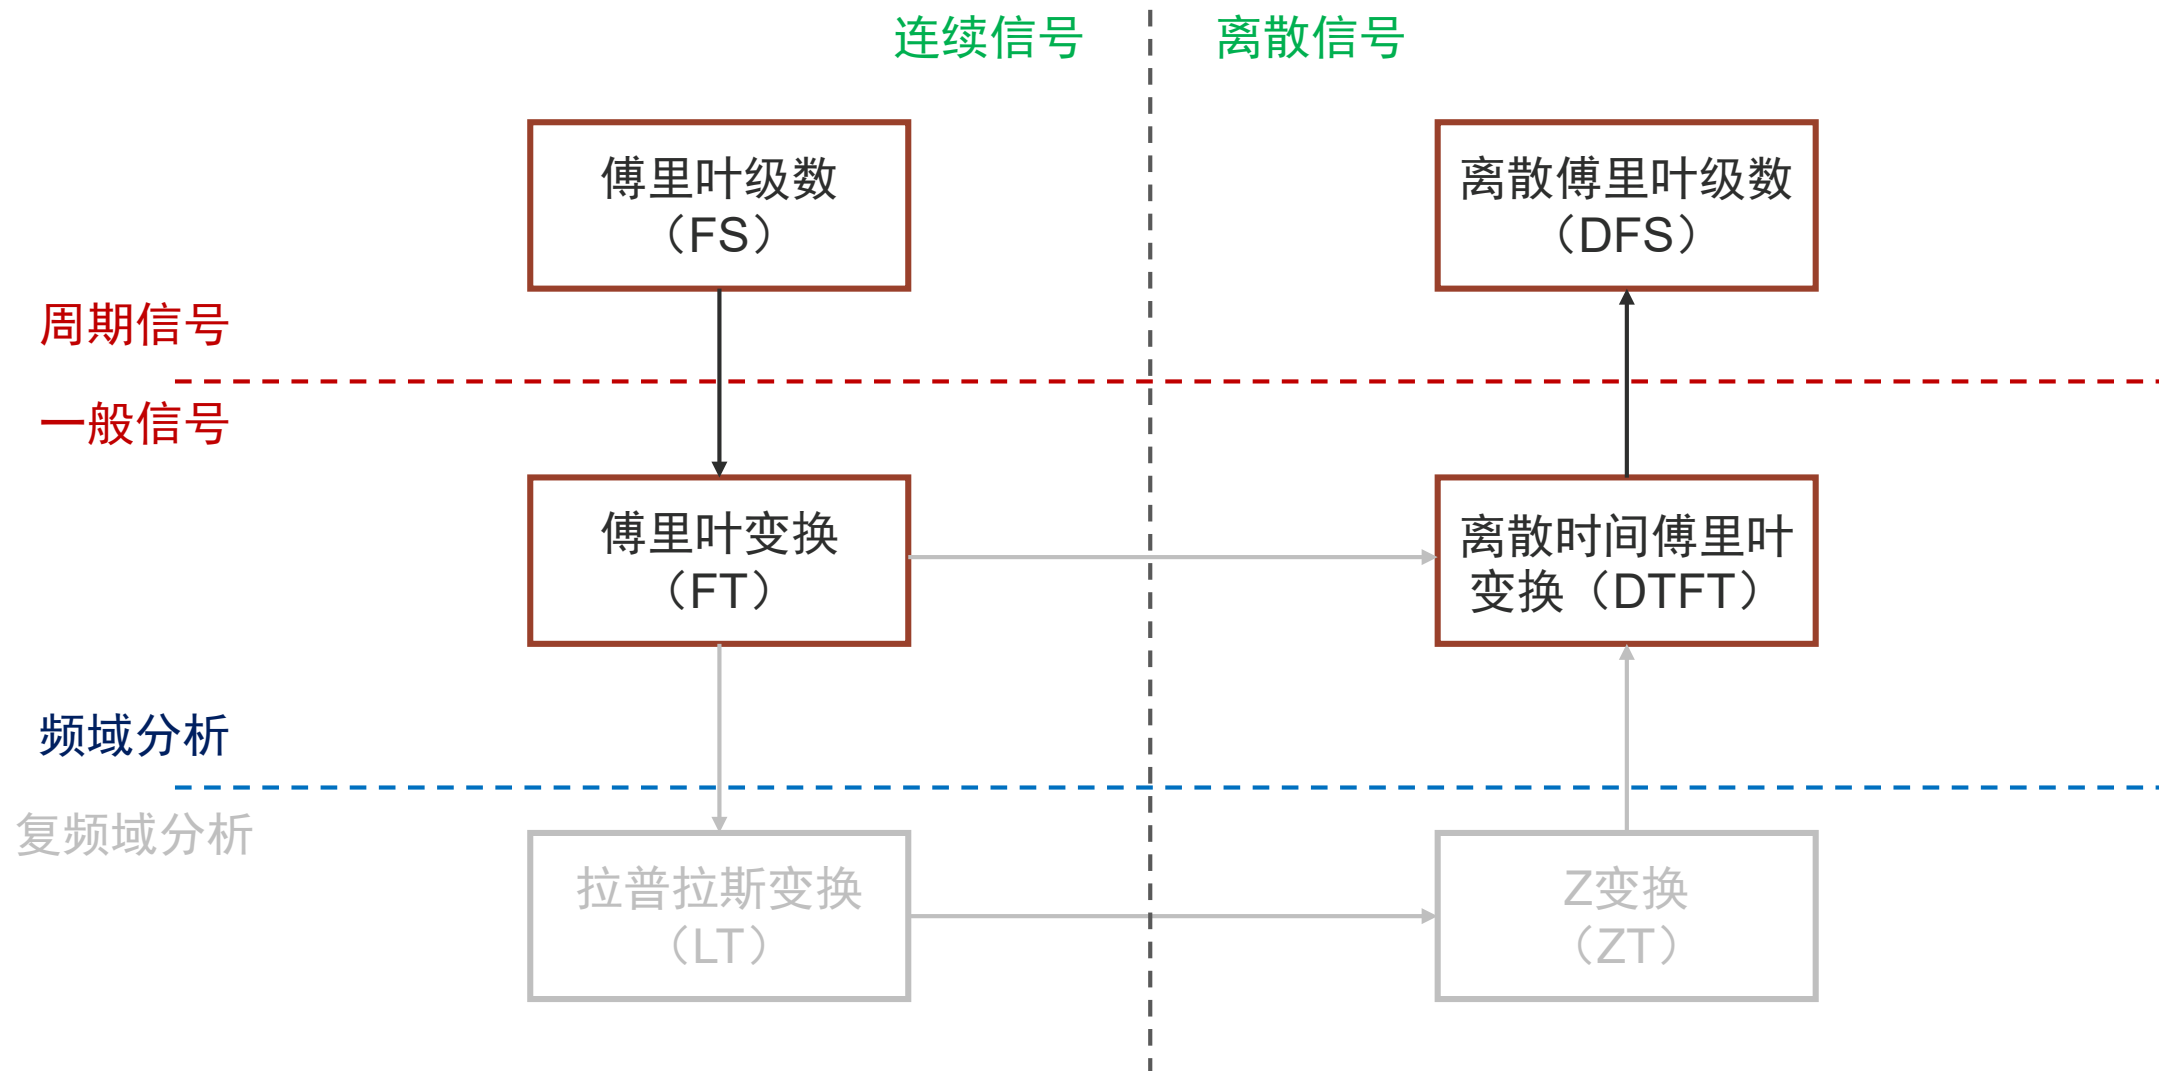 连续信号
离散信号
傅里叶级数
（FS）
离散傅里叶级数
（DFS）
周期信号
一般信号
傅里叶变换
（FT）
离散时间傅里叶
变换（DTFT）
频域分析
复频域分析
拉普拉斯变换
（LT）
Z变换
（ZT）